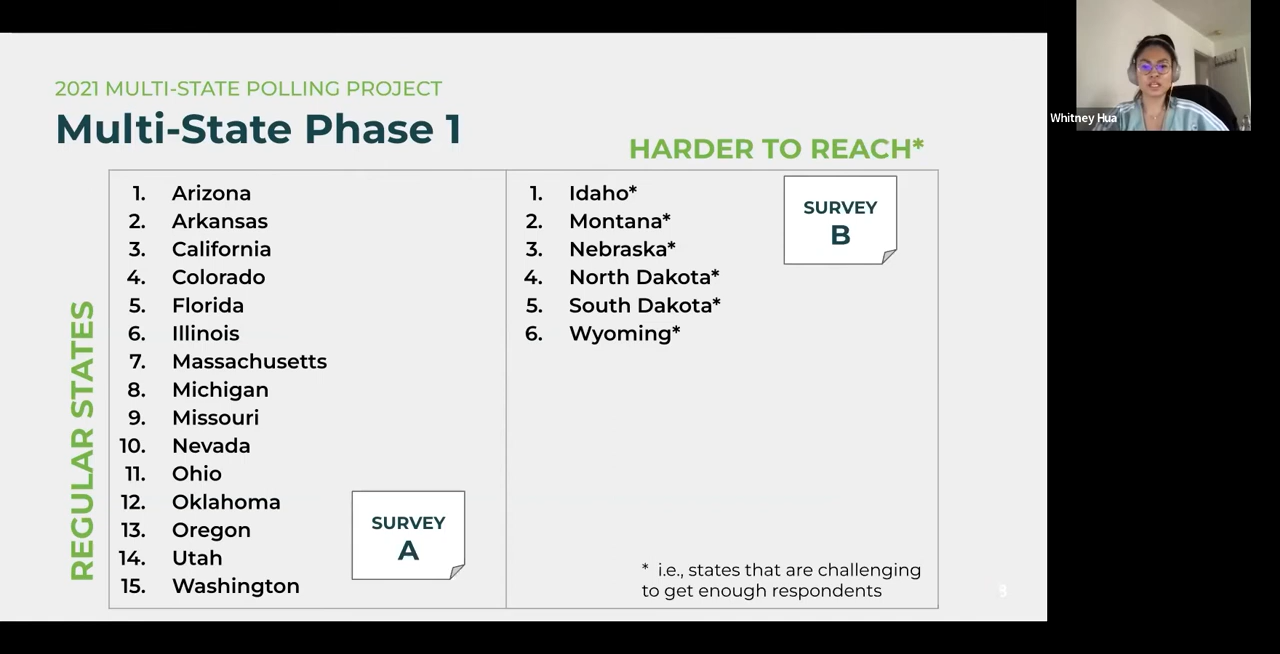 2021 MULTI-STATE POLLING PROJECT
Multi-State Phase 1
HARDER TO REACH*
REGULAR STATES
1. Arizona
2. Arkansas
3. California
4. Colorado
5. Florida
6. Illinois
7. Massachusetts
8. Michigan
9. Missouri
10. Nevada
11. Ohio
12. Oklahoma
13. Oregon
14. Utah
15. Washington
SURVEY
A
1. Idaho*
2. Montana*
3. Nebraska*
4. North Dakota*
5. South Dakota*
6. Wyoming*
SURVEY
B
* i.e., states that are challenging
to get enough respondents
Whitney Hua